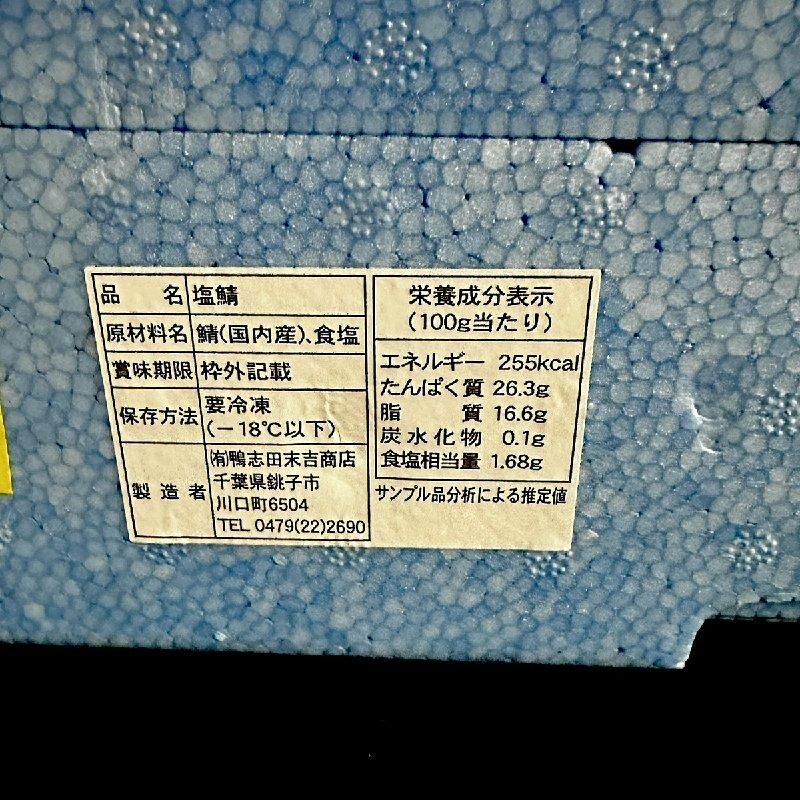 品名 塩鯖
原材料名 鯖(国内産)、食塩
賞味期限 枠外記載
保存方法 要冷凍
(-18℃以下)
製造者 ㈲鴨志田末吉商店
千葉県銚子市
川口町6504
TEL 0479(22)2690
栄養成分表示
(100g当たり)
エネルギー 255kcal
たんぱく質 26.3g
脂質 16.6g
炭水化物 0.1g
食塩相当量 1.68g
サンプル品分析による推定値